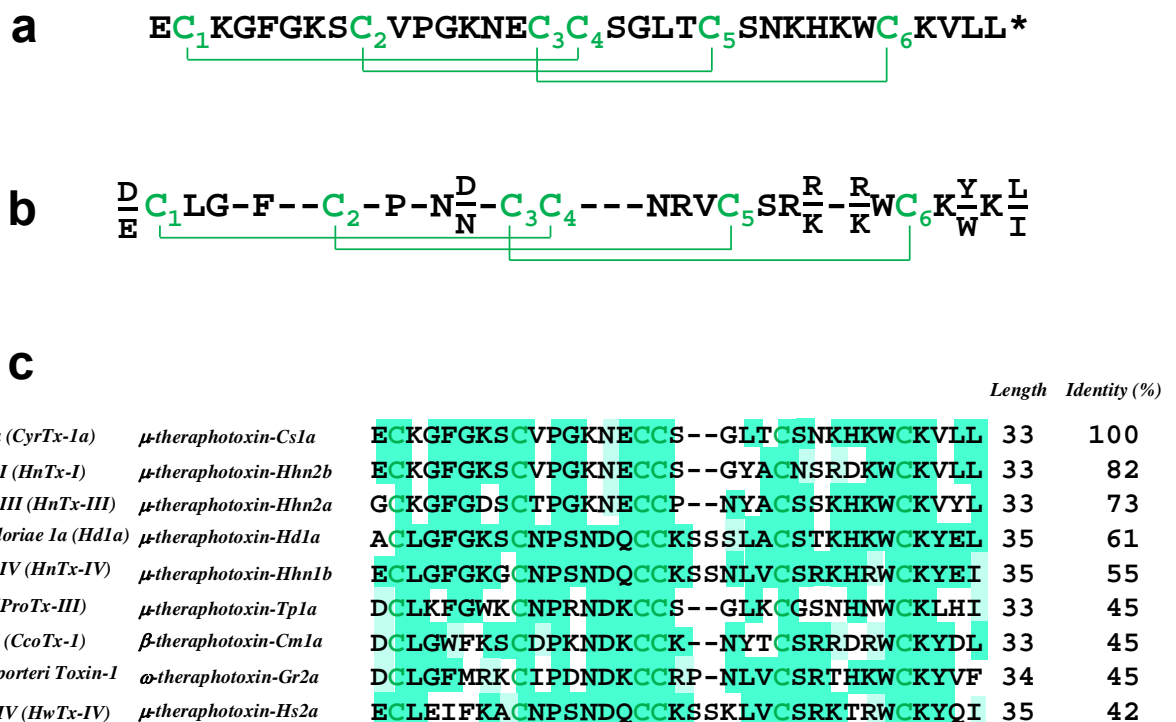 a
EC1KGFGKSC2VPGKNEC3C4SGLTC5SNKHKWC6KVLL*
b
D/E C1LG-F--C2-P-ND/N-C3C4---NRVC5SRR/K-R/KWC6KY/WKL/I
c
Length Identity (%)
(CyrTx-1a) μ-theraphotoxin-Cs1a ECKGFGKSCVPGKNECCS--GLTCSNKHKWCKVLL 33 100
I (HnTx-I) μ-theraphotoxin-Hhn2b ECKGFGKSCVPGKNECCS--GYACNSRDKWCKVLL 33 82
III (HnTx-III) μ-theraphotoxin-Hhn2a GCKGFGDSCTPGKNECCP--NYACSSKHKWCKVYL 33 73
loriae 1a (Hd1a) μ-theraphotoxin-Hd1a ACLGFGKSCNPSNDQCCKSSSLACSTKHKWCKYEL 35 61
IV (HnTx-IV) μ-theraphotoxin-Hhn1b ECLGFGKGCNPSNDQCCKSSNLVCSRKHRWCKYEI 35 55
ProTx-III) μ-theraphotoxin-Tp1a DCLKFGWKCNPRNDKCCS--GLKCGSNHNWCKLHI 33 45
(CcoTx-1) β-theraphotoxin-Cm1a DCLGWFKSCDPKNDKCCK--NYTCSRRDRWCKYDL 33 45
porteri Toxin-1 ω-theraphotoxin-Gr2a DCLGFMRKCIPDNDKCCRP-NLVCSRTHKWCKYVF 34 45
IV (HwTx-IV) μ-theraphotoxin-Hs2a ECLEIFKACNPSNDQCCKSSKLVCSRKTRWCKYQI 35 42